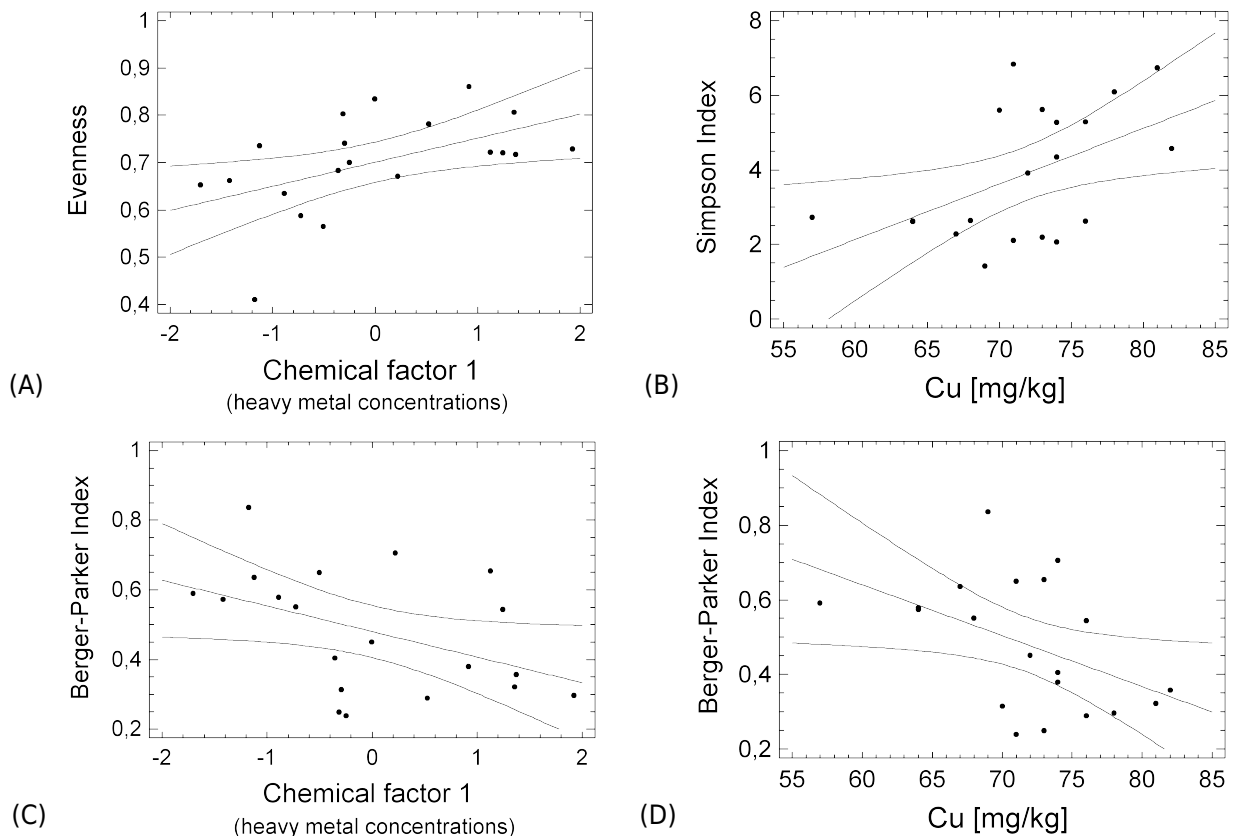 1
0,9
0,8
0,7
0,6
0,5
0,4
Evenness
-2 -1 0 1 2
Chemical factor 1
(heavy metal concentrations)
(A)
8
6
4
2
0
Simpson Index
55 60 65 70 75 80 85
Cu [mg/kg]
(B)
1
0,8
0,6
0,4
0,2
Berger-Parker Index
-2 -1 0 1 2
Chemical factor 1
(heavy metal concentrations)
(C)
1
0,8
0,6
0,4
0,2
Berger-Parker Index
55 60 65 70 75 80 85
Cu [mg/kg]
(D)